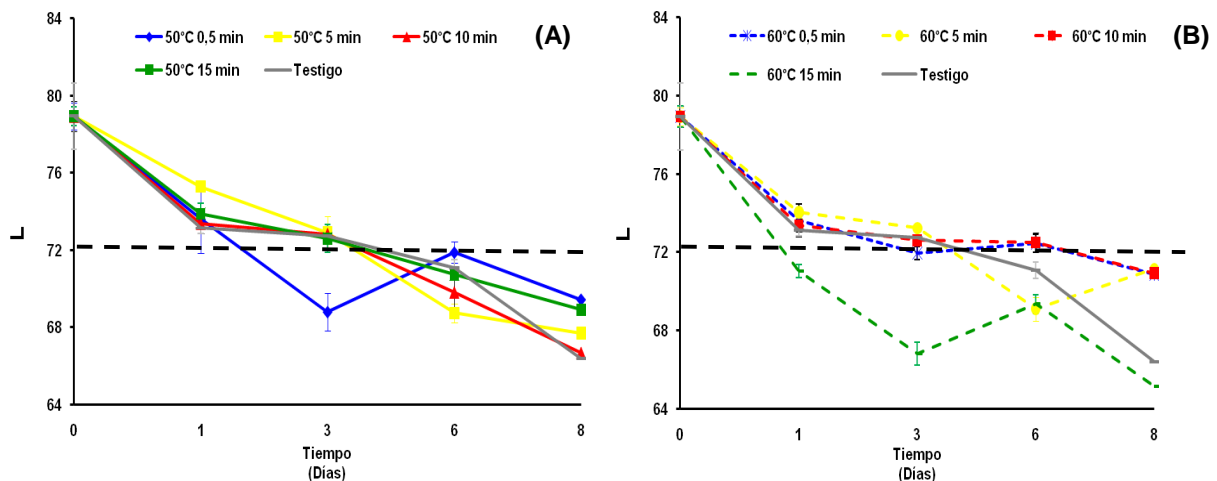 84
80
76
72
68
64
L
50°C 0,5 min
50°C 5 min
50°C 10 min
50°C 15 min
Testigo
(A)
0
1
3
6
8
Tiempo
(Días)
84
80
76
72
68
64
L
60°C 0,5 min
60°C 5 min
60°C 10 min
60°C 15 min
Testigo
(B)
0
1
3
6
8
Tiempo
(Días)